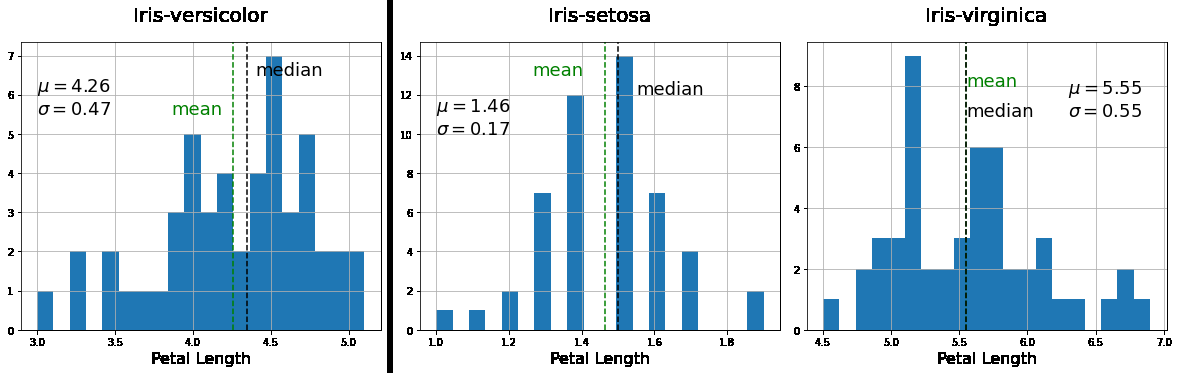 Iris-versicolor
7
6
5
4
3
2
1
0
μ = 4.26
σ = 0.47
mean
median
3.0 3.5 4.0 4.5 5.0
Petal Length
Iris-setosa
14
12
10
8
6
4
2
0
mean
median
μ = 1.46
σ = 0.17
1.0 1.2 1.4 1.6 1.8
Petal Length
Iris-virginica
8
6
4
2
0
mean
median
μ = 5.55
σ = 0.55
4.5 5.0 5.5 6.0 6.5 7.0
Petal Length